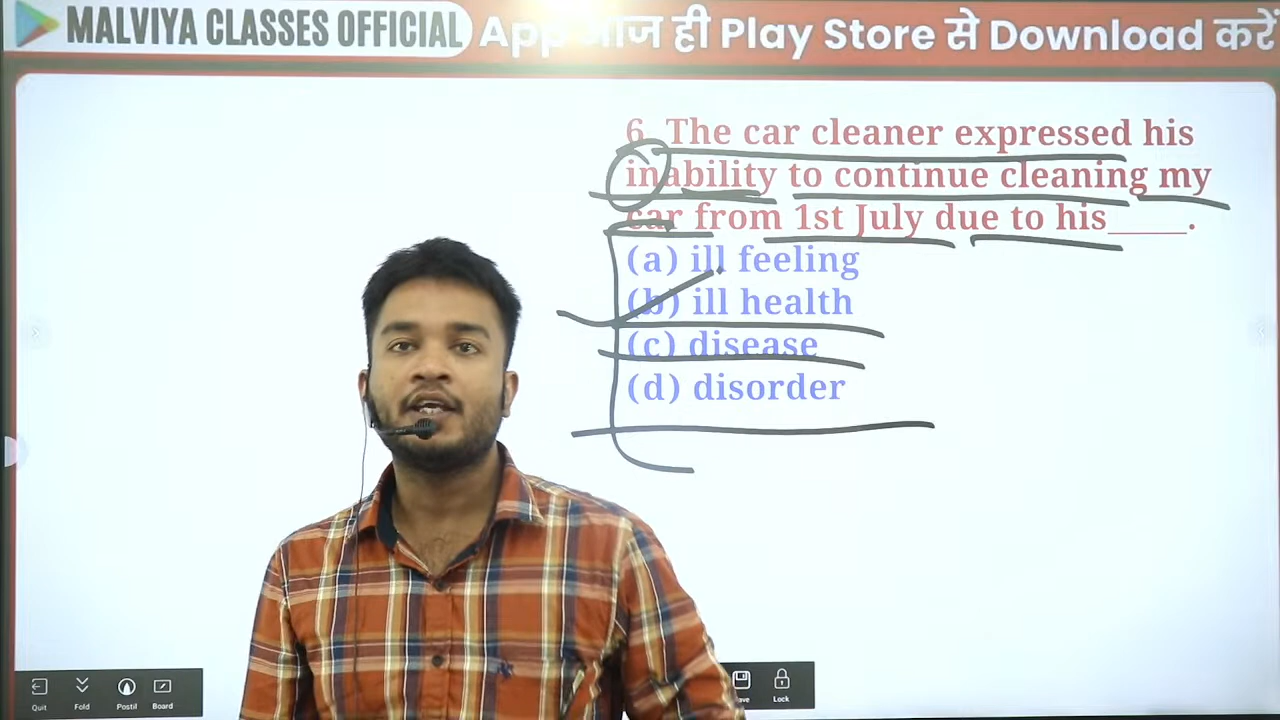 MALVIYA CLASSES OFFICIAL App आज ही Play Store से Download करें
6. The car cleaner expressed his
inability to continue cleaning my
car from 1st July due to his_____.
(a) ill feeling
(b) ill health
(c) disease
(d) disorder
Quit Fold Postil Board Lock